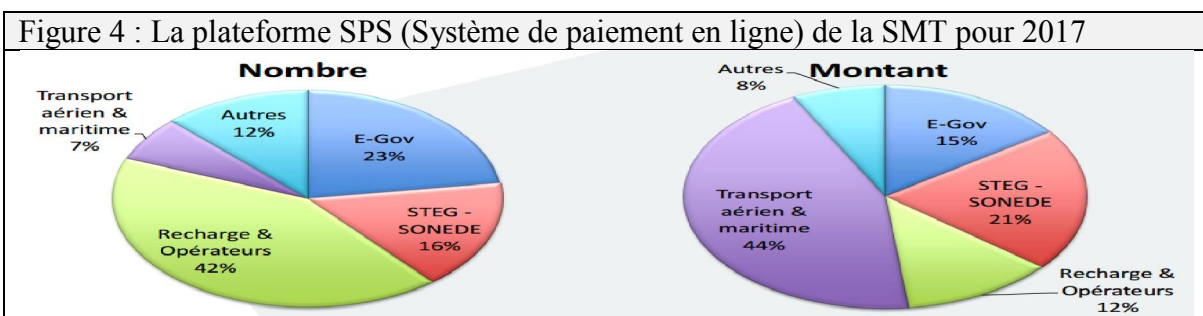 Figure 4 : La plateforme SPS (Système de paiement en ligne) de la SMT pour 2017
Nombre
Transport
aérien &
maritime
7%
Autres
12%
E-Gov
23%
STEG -
SONEDE
16%
Recharge &
Opérateurs
42%
Montant
Autres
8%
E-Gov
15%
STEG -
SONEDE
21%
Transport
aérien &
maritime
44%
Recharge &
Opérateurs
12%